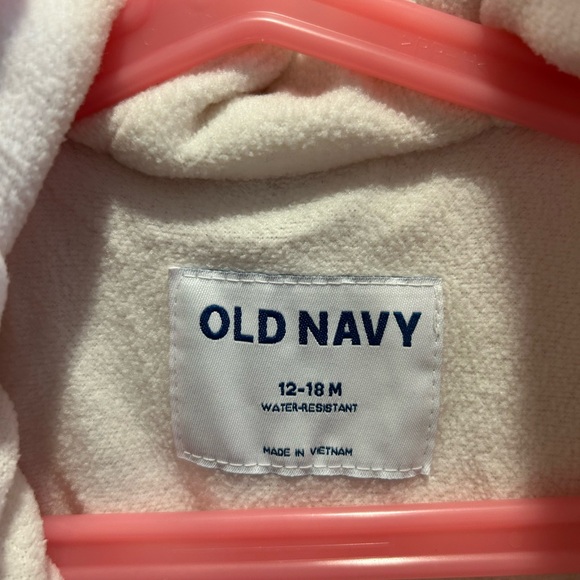 OLD NAVY
12-18 M
WATER-RESISTANT
MADE IN VIETNAM